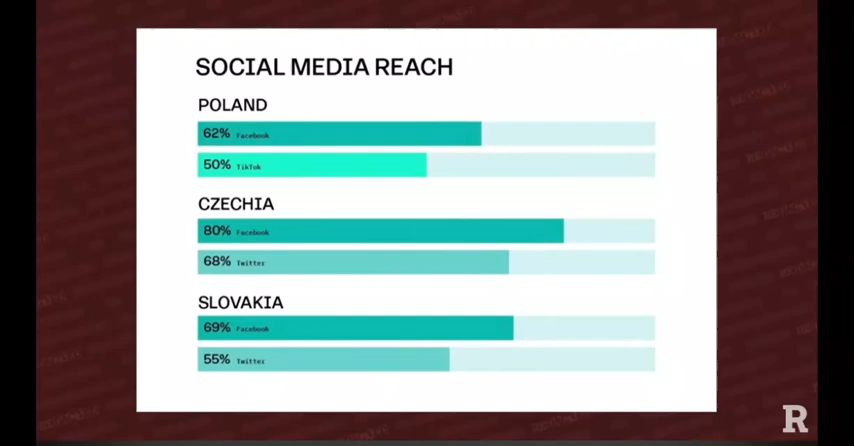 SOCIAL MEDIA REACH
POLAND
62% Facebook
50% TikTok
CZECHIA
80% Facebook
68% Twitter
SLOVAKIA
69% Facebook
55% Twitter
R